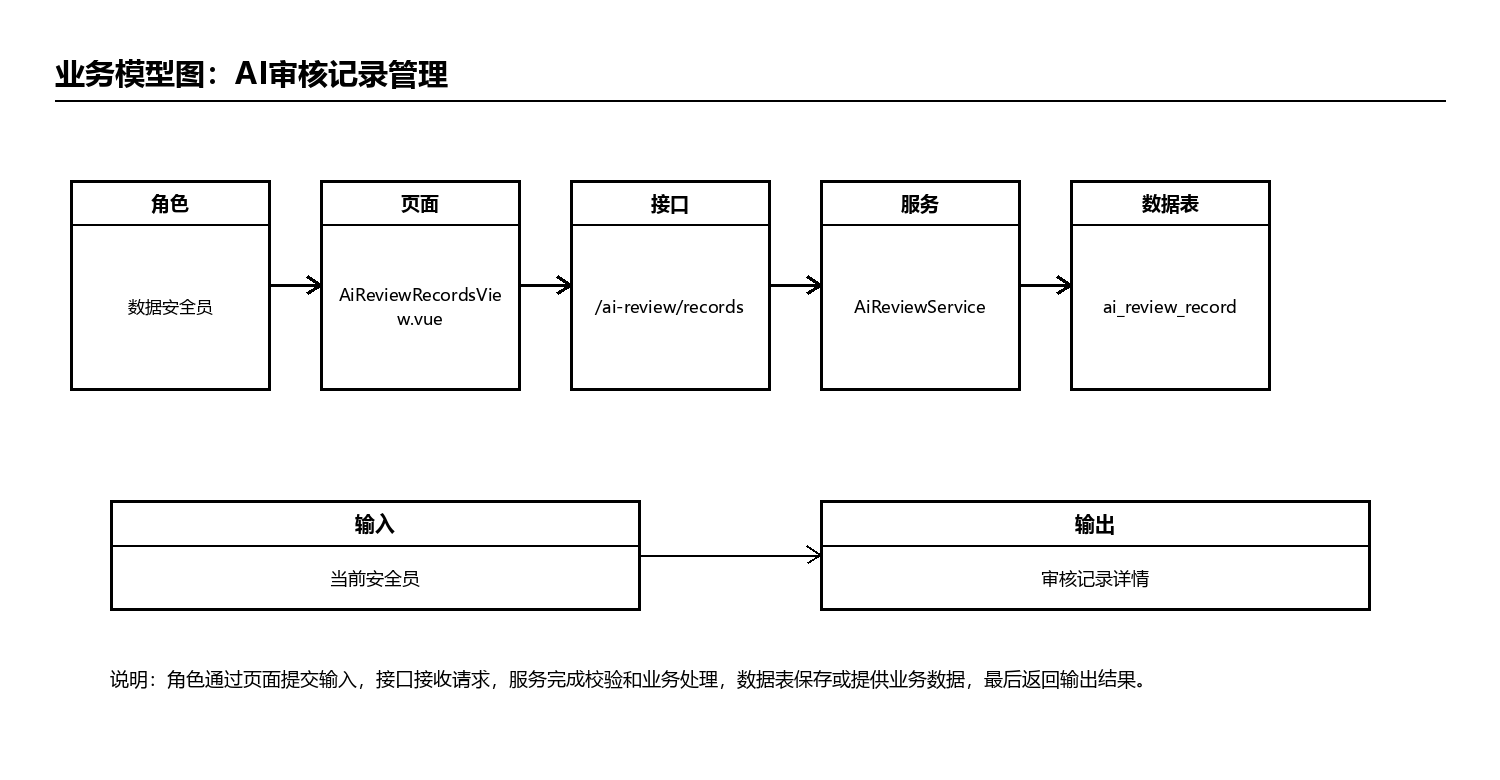 业务模型图：AI审核记录管理
角色
数据安全员
页面
AiReviewRecordsVie
w.vue
接口
/ai-review/records
服务
AiReviewService
数据表
ai_review_record
输入
当前安全员
输出
审核记录详情
说明：角色通过页面提交输入，接口接收请求，服务完成校验和业务处理，数据表保存或提供业务数据，最后返回输出结果。